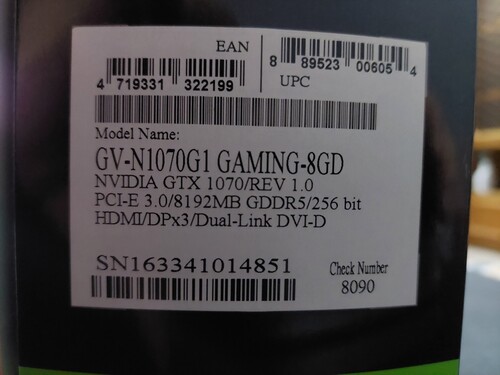 EAN
4 719331 322199
8 89523 00605 4
UPC
Model Name:
GV-N1070G1 GAMING-8GD
NVIDIA GTX 1070/REV 1.0
PCI-E 3.0/8192MB GDDR5/256 bit
HDMI/DPx3/Dual-Link DVI-D
SN163341014851
Check Number
8090